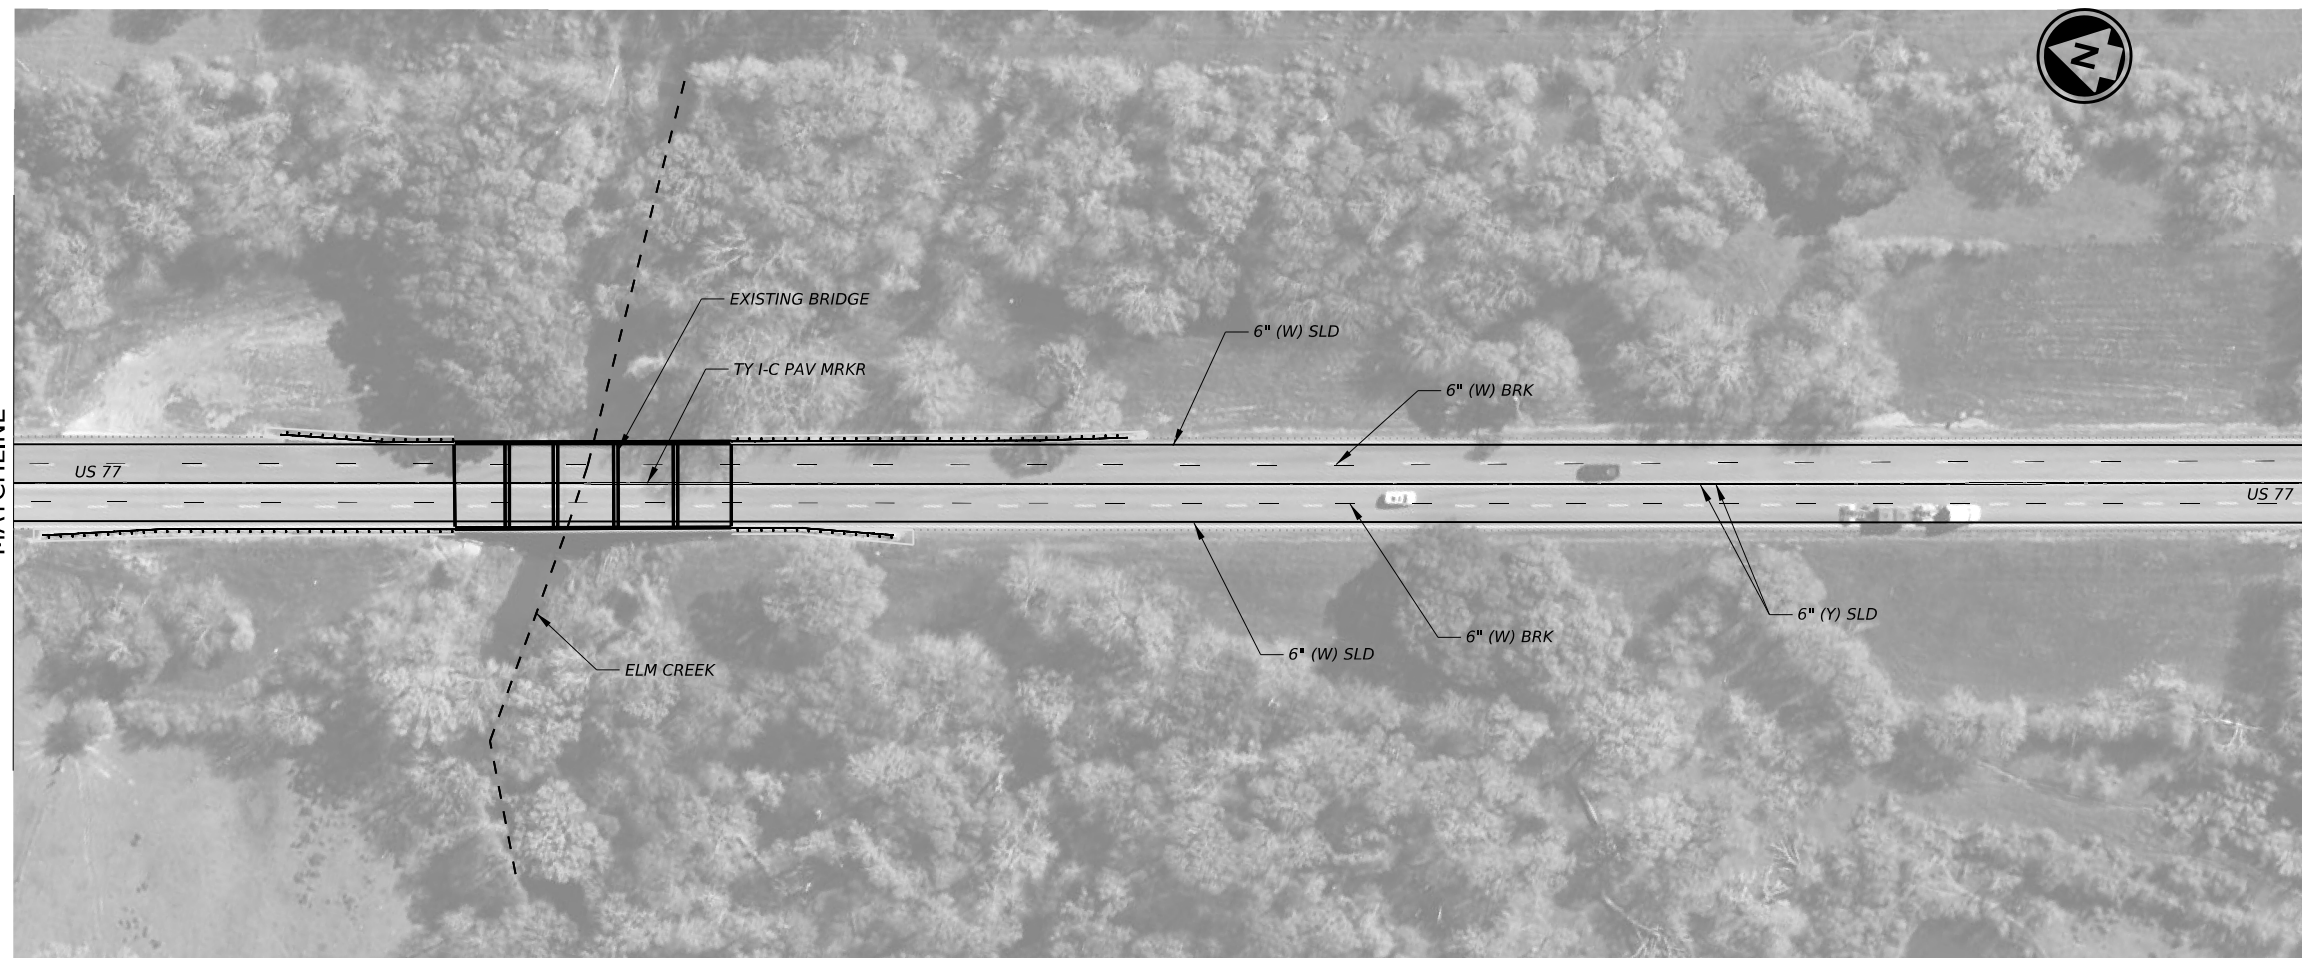 N
EXISTING BRIDGE
6" (W) SLD
TY I-C PAV MRKR
6" (W) BRK
US 77
US 77
6" (Y) SLD
6" (W) BRK
6" (W) SLD
ELM CREEK